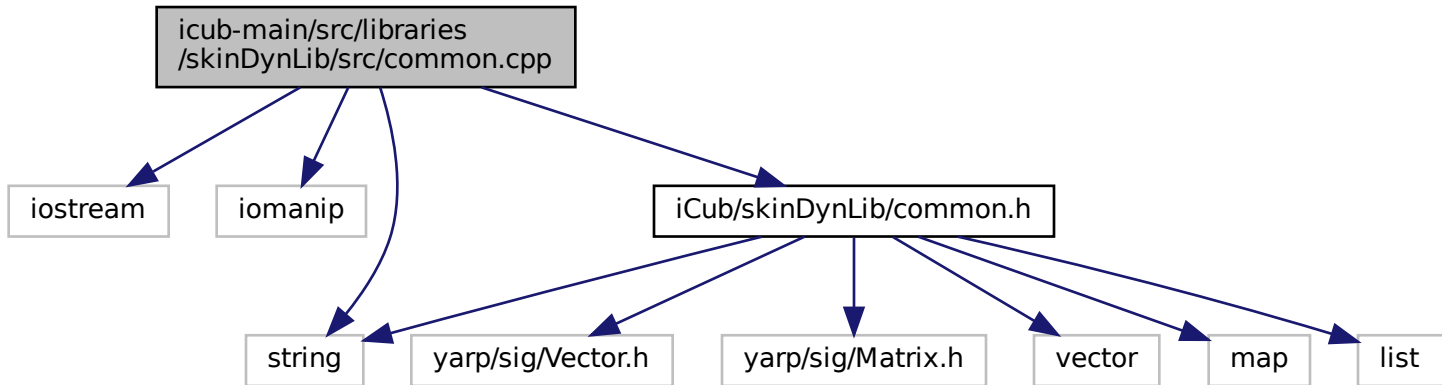 icub-main/src/libraries
/skinDynLib/src/common.cpp
iostream
iomanip
iCub/skinDynLib/common.h
string
yarp/sig/Vector.h
yarp/sig/Matrix.h
vector
map
list